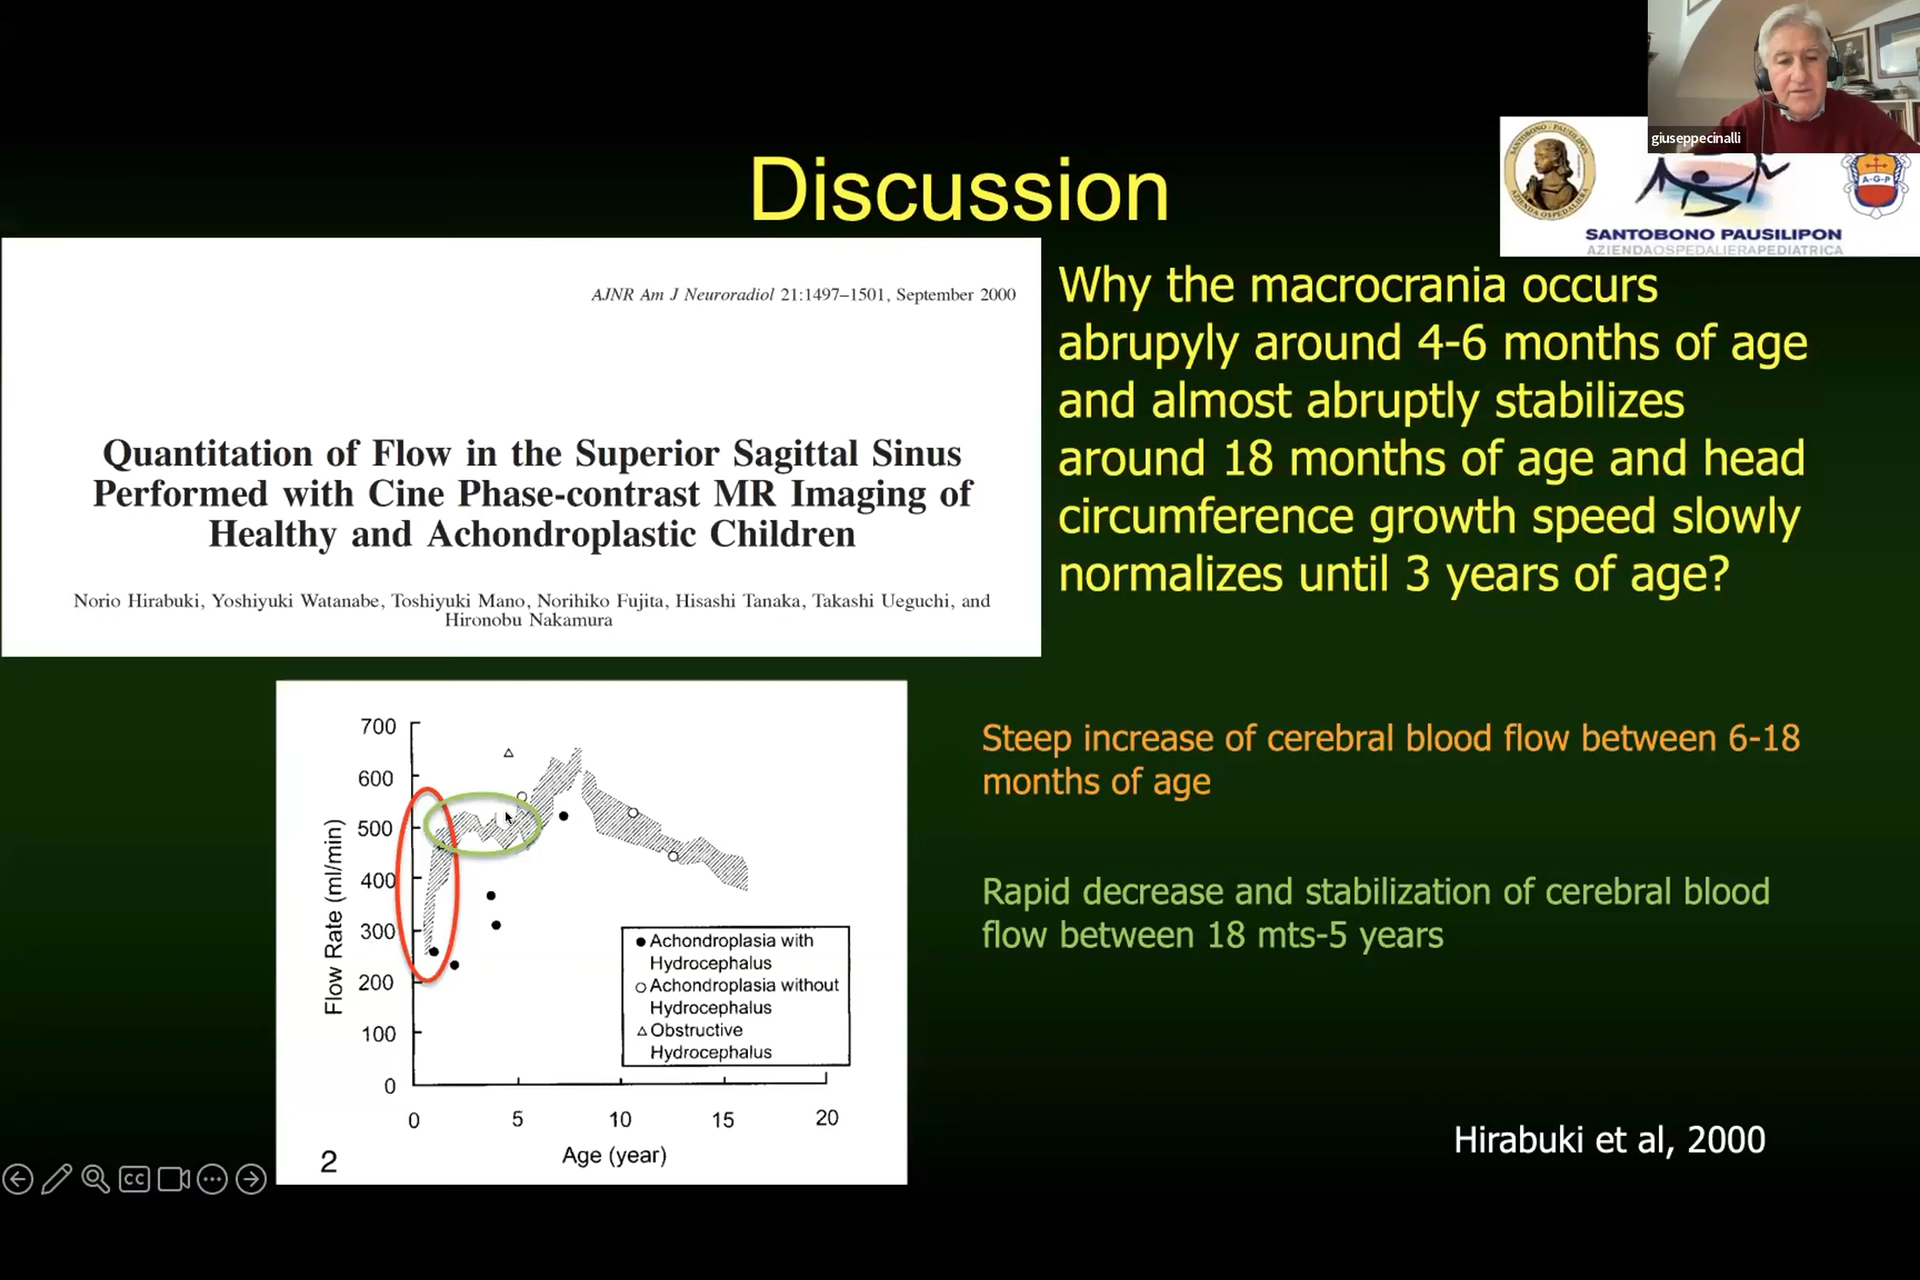 giuseppecinalli
Discussion
SANTOBONO PAUSILIPON
AZIENDAOSPEDALIERAPEDIATRICA
A-G-P
AJNR Am J Neuroradiol 21:1497–1501, September 2000
Quantitation of Flow in the Superior Sagittal Sinus
Performed with Cine Phase-contrast MR Imaging of
Healthy and Achondroplastic Children
Norio Hirabuki, Yoshiyuki Watanabe, Toshiyuki Mano, Norihiko Fujita, Hisashi Tanaka, Takashi Ueguchi, and
Hironobu Nakamura
Why the macrocrania occurs
abrupyly around 4-6 months of age
and almost abruptly stabilizes
around 18 months of age and head
circumference growth speed slowly
normalizes until 3 years of age?
700
600
500
400
300
200
100
0
Flow Rate (ml/min)
Achondroplasia with
Hydrocephalus
Achondroplasia without
Hydrocephalus
Obstructive
Hydrocephalus
0 5 10 15 20
Age (year)
2
Steep increase of cerebral blood flow between 6-18
months of age
Rapid decrease and stabilization of cerebral blood
flow between 18 mts-5 years
Hirabuki et al, 2000
CC